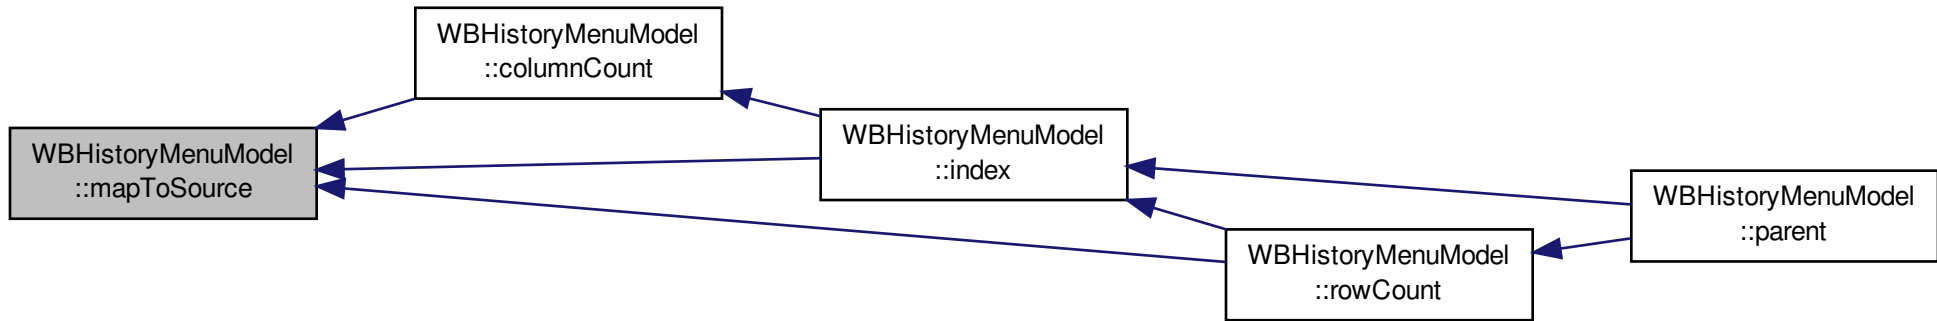 WBHistoryMenuModel
::mapToSource
WBHistoryMenuModel
::columnCount
WBHistoryMenuModel
::index
WBHistoryMenuModel
::rowCount
WBHistoryMenuModel
::parent